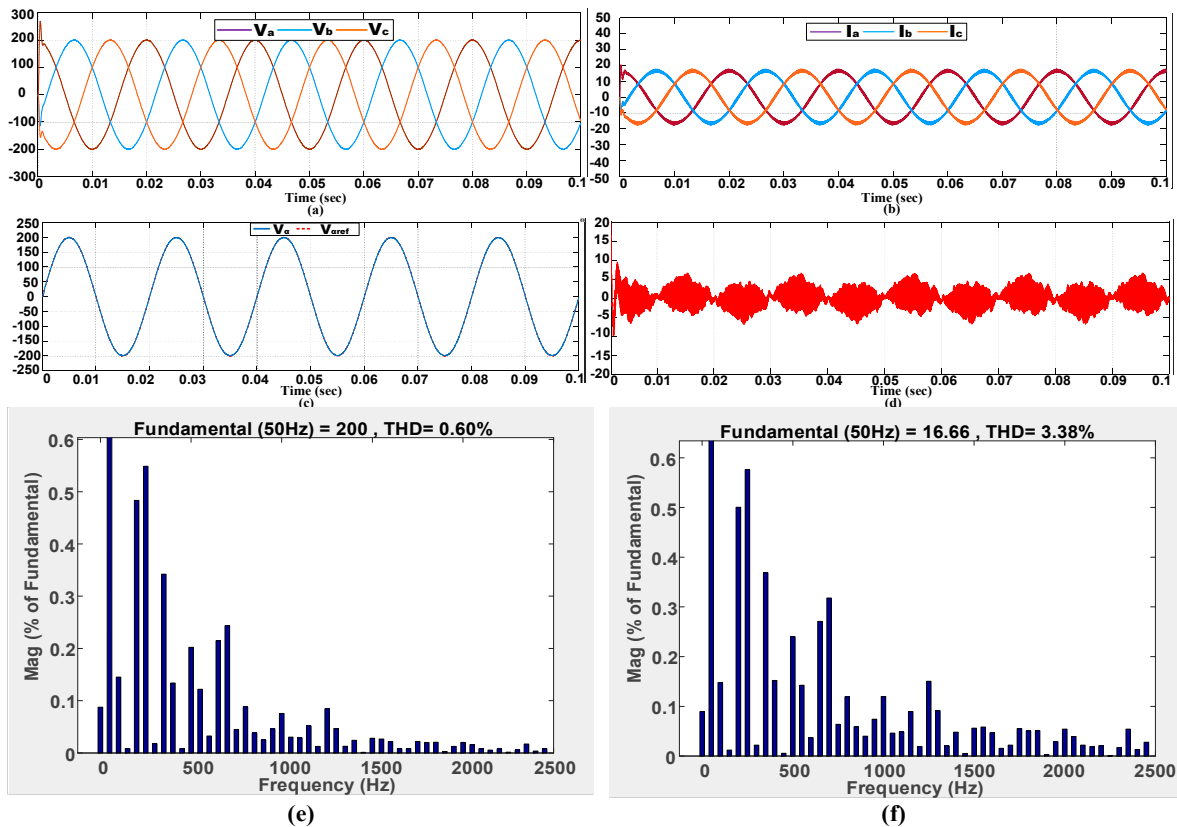 300
200
100
0
-100
-200
-300
Va Vb Vc
0 0.01 0.02 0.03 0.04 0.05 0.06 0.07 0.08 0.09 0.1
Time (sec)
(a)
50
40
30
20
10
0
-10
-20
-30
-40
-50
Ia Ib Ic
0 0.01 0.02 0.03 0.04 0.05 0.06 0.07 0.08 0.09 0.1
Time (sec)
(b)
250
200
150
100
50
0
-50
-100
-150
-200
-250
Vα Vαref
0 0.01 0.02 0.03 0.04 0.05 0.06 0.07 0.08 0.09 0.1
Time (sec)
(c)
20
15
10
5
0
-5
-10
-15
-20
0 0.01 0.02 0.03 0.04 0.05 0.06 0.07 0.08 0.09 0.1
Time (sec)
(d)
Fundamental (50Hz) = 200 , THD= 0.60%
Mag (% of Fundamental)
0.6
0.5
0.4
0.3
0.2
0.1
0
0 500 1000 1500 2000 2500
Frequency (Hz)
(e)
Fundamental (50Hz) = 16.66 , THD= 3.38%
Mag (% of Fundamental)
0.6
0.5
0.4
0.3
0.2
0.1
0
0 500 1000 1500 2000 2500
Frequency (Hz)
(f)